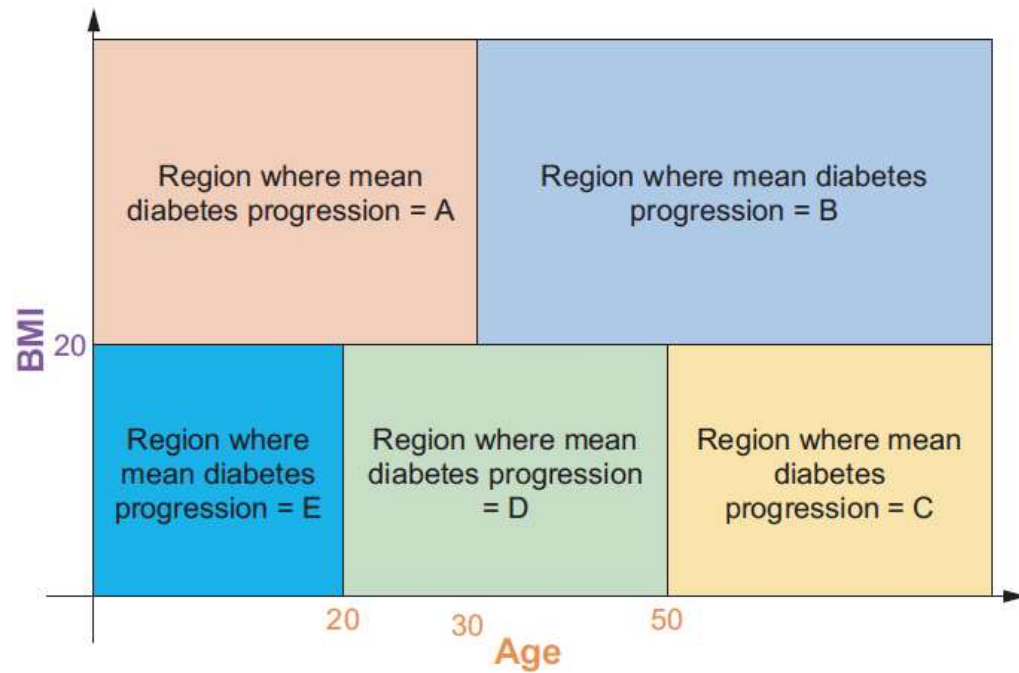 Region where mean
diabetes progression = A
Region where mean diabetes
progression = B
BMI
20
Region where
mean diabetes
progression = E
Region where mean
diabetes progression
= D
Region where mean
diabetes
progression = C
20
30
50
Age